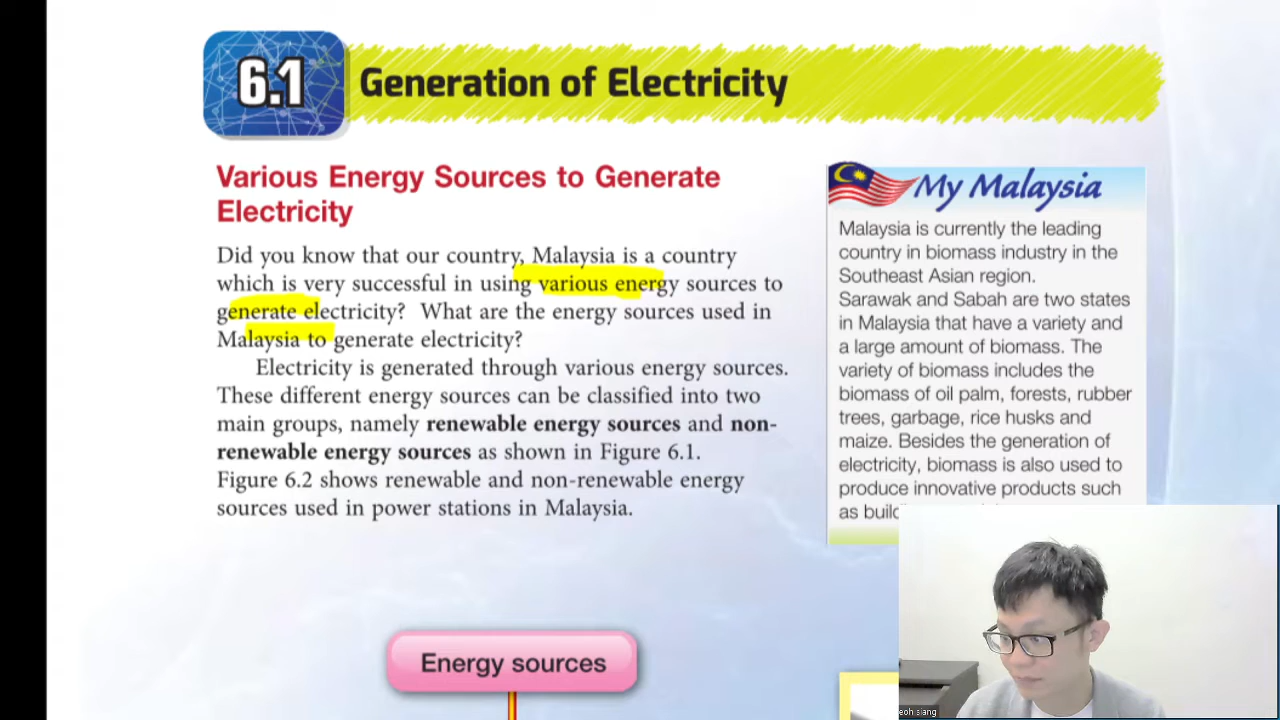 6.1
Generation of Electricity
Various Energy Sources to Generate
Electricity
Did you know that our country, Malaysia is a country
which is very successful in using various energy sources to
generate electricity? What are the energy sources used in
Malaysia to generate electricity?
Electricity is generated through various energy sources.
These different energy sources can be classified into two
main groups, namely renewable energy sources and non-
renewable energy sources as shown in Figure 6.1.
Figure 6.2 shows renewable and non-renewable energy
sources used in power stations in Malaysia.
My Malaysia
Malaysia is currently the leading
country in biomass industry in the
Southeast Asian region.
Sarawak and Sabah are two states
in Malaysia that have a variety and
a large amount of biomass. The
variety of biomass includes the
biomass of oil palm, forests, rubber
trees, garbage, rice husks and
maize. Besides the generation of
electricity, biomass is also used to
produce innovative products such
as
Energy sources
eoh siang